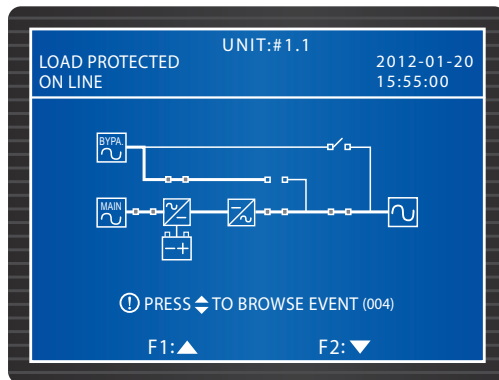 UNIT:#1.1
LOAD PROTECTED
ON LINE
2012-01-20
15:55:00
BYPA.
MAIN
! PRESS TO BROWSE EVENT (004)
F1:
F2: